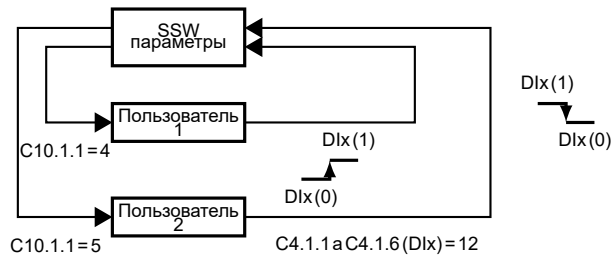 SSW
параметры
DIx(1)
DIx(0)
Пользователь
1
C10.1.1=4
DIx(1)
DIx(0)
Пользователь
2
C10.1.1=5
C4.1.1 a C4.1.6 (DIx)=12